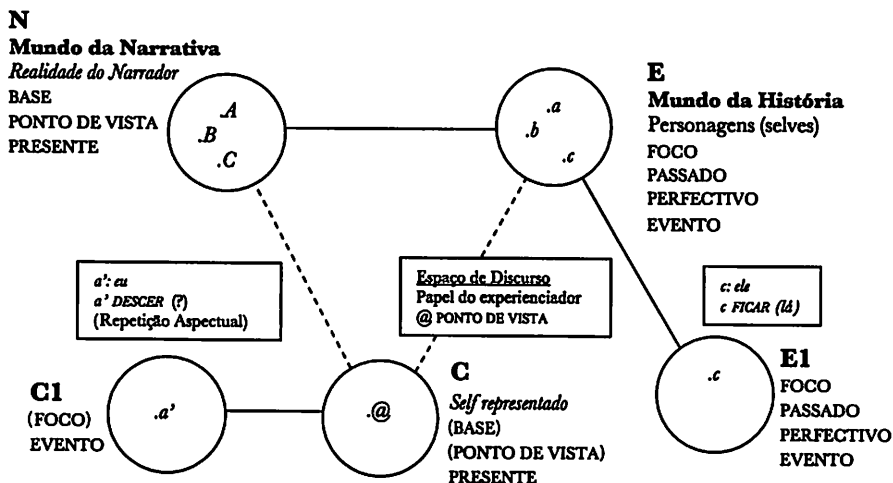 N
Mundo da Narrativa
Realidade do Narrador
BASE
PONTO DE VISTA
PRESENTE
.A
.B
.C
.a
.b
.c
E
Mundo da História
Personagens (selves)
FOCO
PASSADO
PERFECTIVO
EVENTO
a': eu
a' DESCER (?)
(Repetição Aspectual)
Espaço de Discurso
Papel do experienciador
@ PONTO DE VISTA
c: ele
c FICAR (lá)
C1
(FOCO)
EVENTO
.a'
.@
C
Self representado
(BASE)
(PONTO DE VISTA)
PRESENTE
.c
E1
FOCO
PASSADO
PERFECTIVO
EVENTO